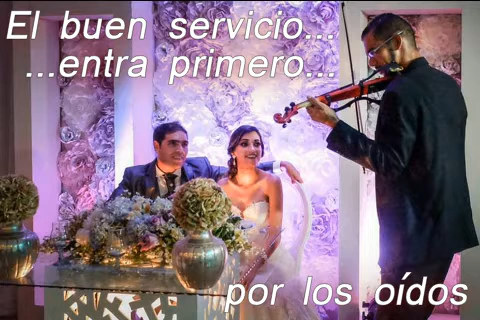 El buen servicio...
...entra primero...
por los oídos